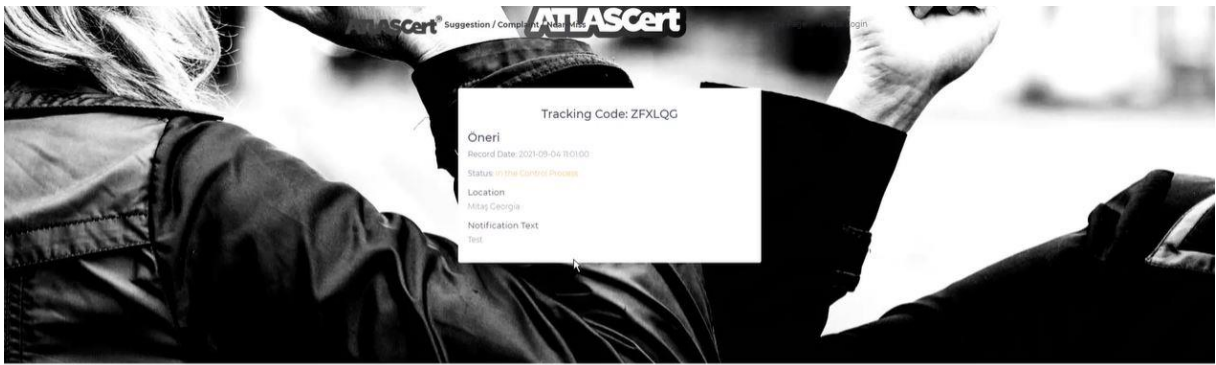 ATLASCert® Suggestion / Complaint / Near Miss ATLASCert Login
Tracking Code: ZFXLQG
Öneri
Record Date: 2021-09-04 11:01:00
Status: In the Control Process
Location
Mitaş Georgia
Notification Text
Test